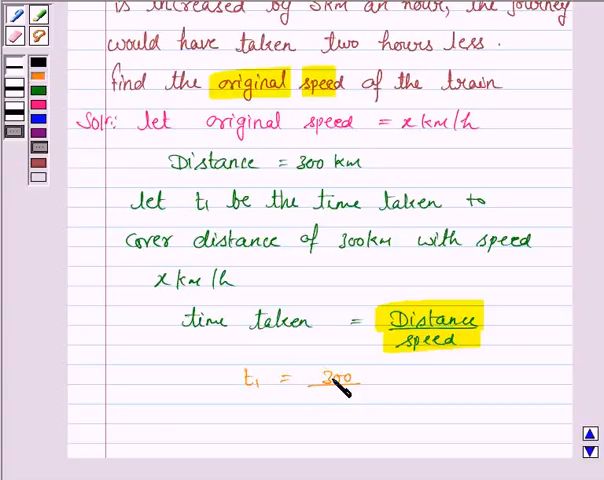 is increased by 5km an hour, the journey
would have taken two hours less.
find the original speed of the train
Soln: let original speed = x km/h
Distance = 300 km
let t1 be the time taken to
cover distance of 300km with speed
x km/h
time taken = Distance/speed
t1 = 300